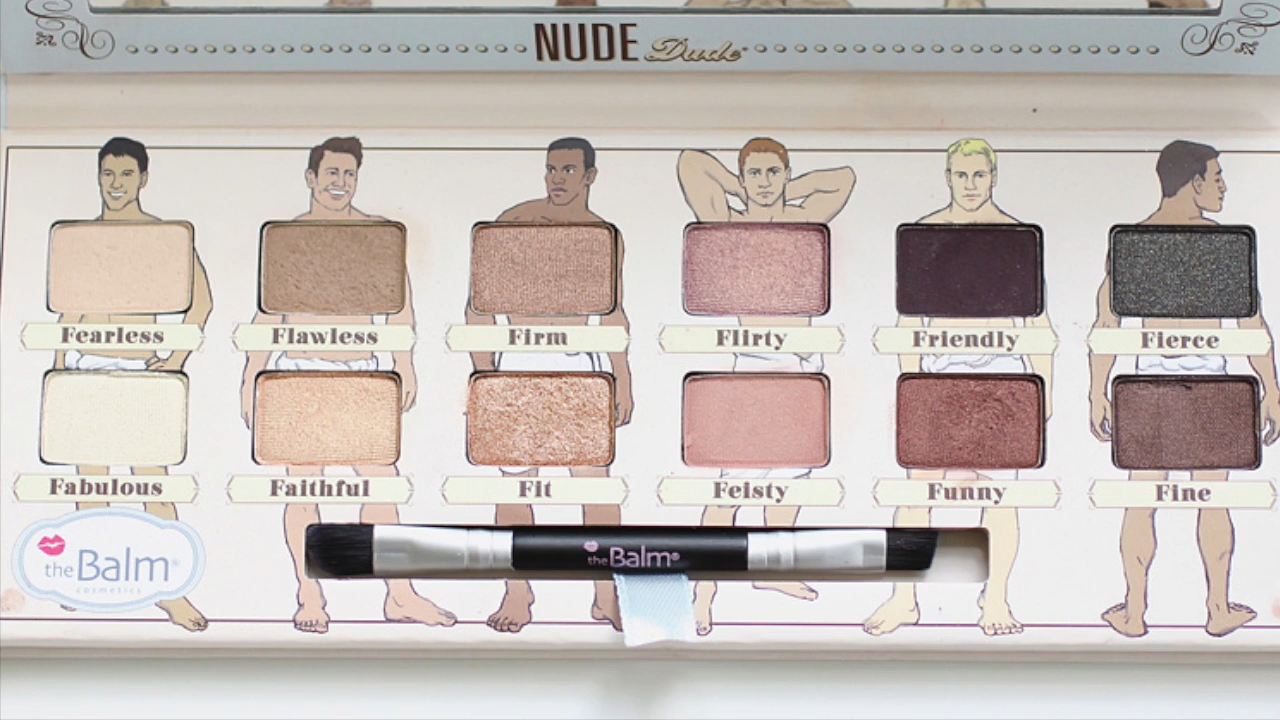 NUDE Dude
Fearless
Flawless
Firm
Flirty
Friendly
Fierce
Fabulous
Faithful
Fit
Feisty
Funny
Fine
theBalm®
cosmetics
theBalm®